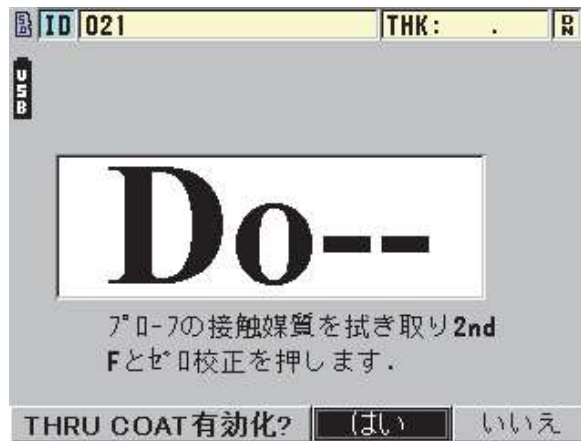 ID 021 THK: .
USB
Do--
ﾌﾟﾛｰﾌの接触媒質を拭き取り2nd
Fとｾﾞﾛ校正を押します.
THRU COAT有効化? はい いいえ